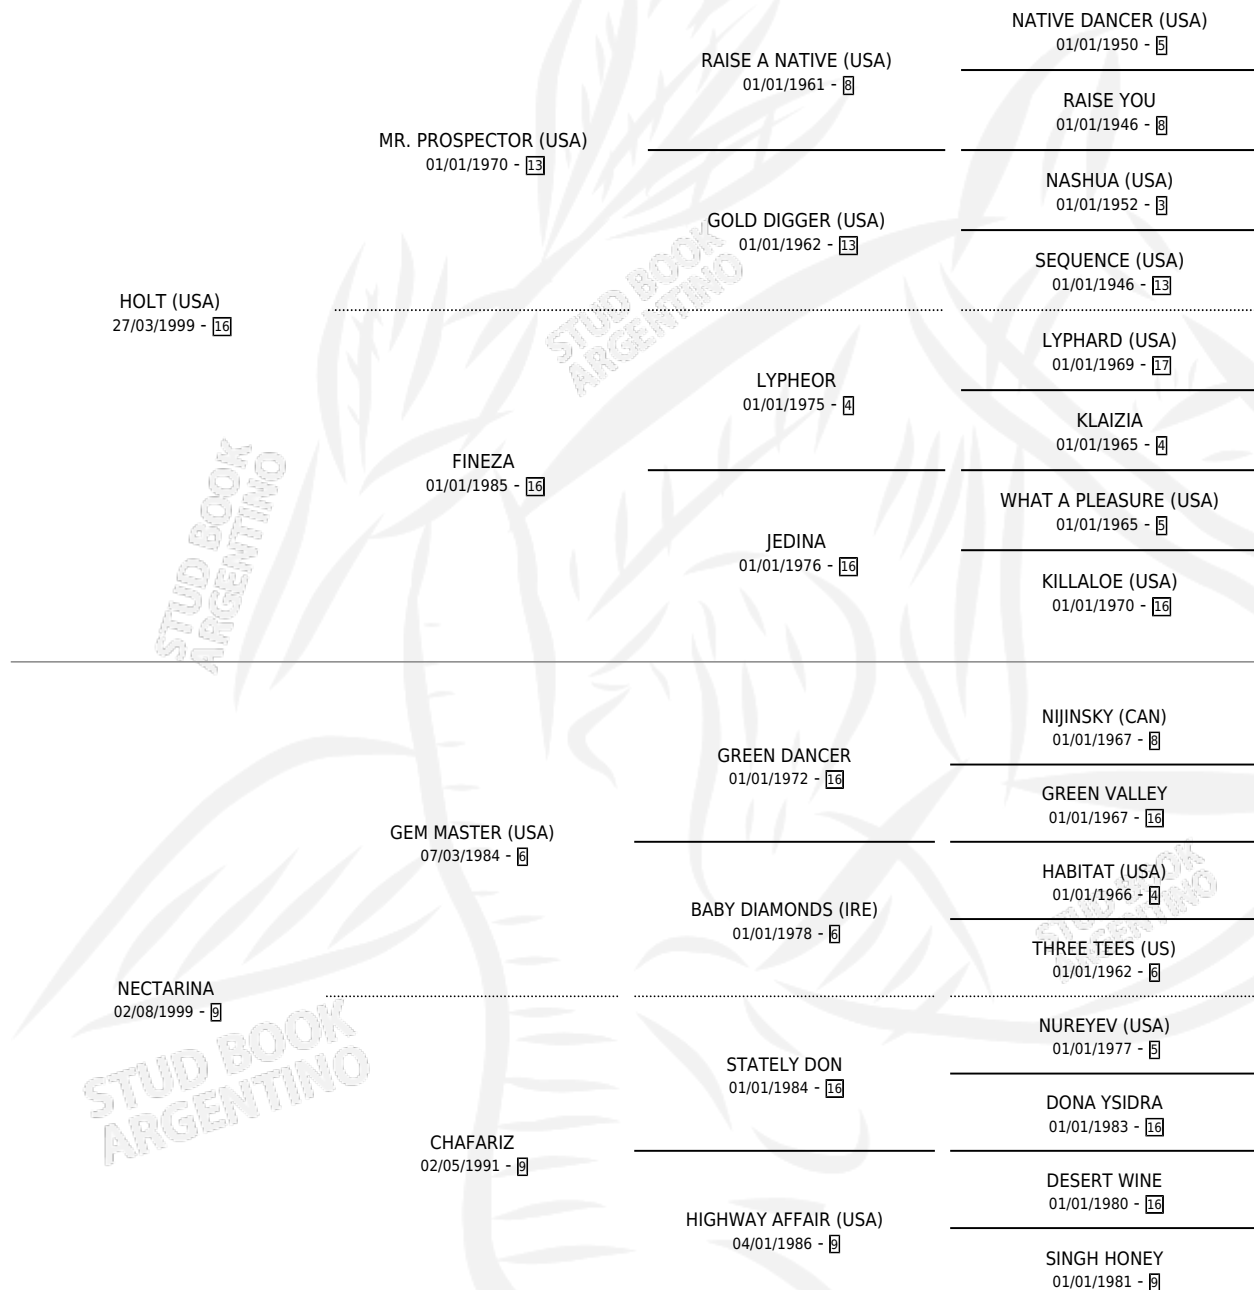 NATIVE DANCER (USA)
01/01/1950 - 5
RAISE A NATIVE (USA)
01/01/1961 - 8
RAISE YOU
01/01/1946 - 8
MR. PROSPECTOR (USA)
01/01/1970 - 13
NASHUA (USA)
01/01/1952 - 3
GOLD DIGGER (USA)
01/01/1962 - 13
SEQUENCE (USA)
01/01/1946 - 13
HOLT (USA)
27/03/1999 - 16
STUD BOOK
ARGENTINO
LYPHARD (USA)
01/01/1969 - 17
LYPHEOR
01/01/1975 - 4
KLAIZIA
01/01/1965 - 4
FINEZA
01/01/1985 - 16
WHAT A PLEASURE (USA)
01/01/1965 - 5
JEDINA
01/01/1976 - 16
KILLALOE (USA)
01/01/1970 - 16
STUD BOOK
ARGENTINO
NIJINSKY (CAN)
01/01/1967 - 8
GREEN DANCER
01/01/1972 - 16
GREEN VALLEY
01/01/1967 - 16
GEM MASTER (USA)
07/03/1984 - 6
HABITAT (USA)
01/01/1966 - 4
BABY DIAMONDS (IRE)
01/01/1978 - 6
THREE TEES (US)
01/01/1962 - 6
STUD BOOK
ARGENTINO
NECTARINA
02/08/1999 - 9
STUD BOOK
ARGENTINO
NUREYEV (USA)
01/01/1977 - 5
STATELY DON
01/01/1984 - 16
DONA YSIDRA
01/01/1983 - 16
CHAFARIZ
02/05/1991 - 9
DESERT WINE
01/01/1980 - 16
HIGHWAY AFFAIR (USA)
04/01/1986 - 9
SINGH HONEY
01/01/1981 - 9